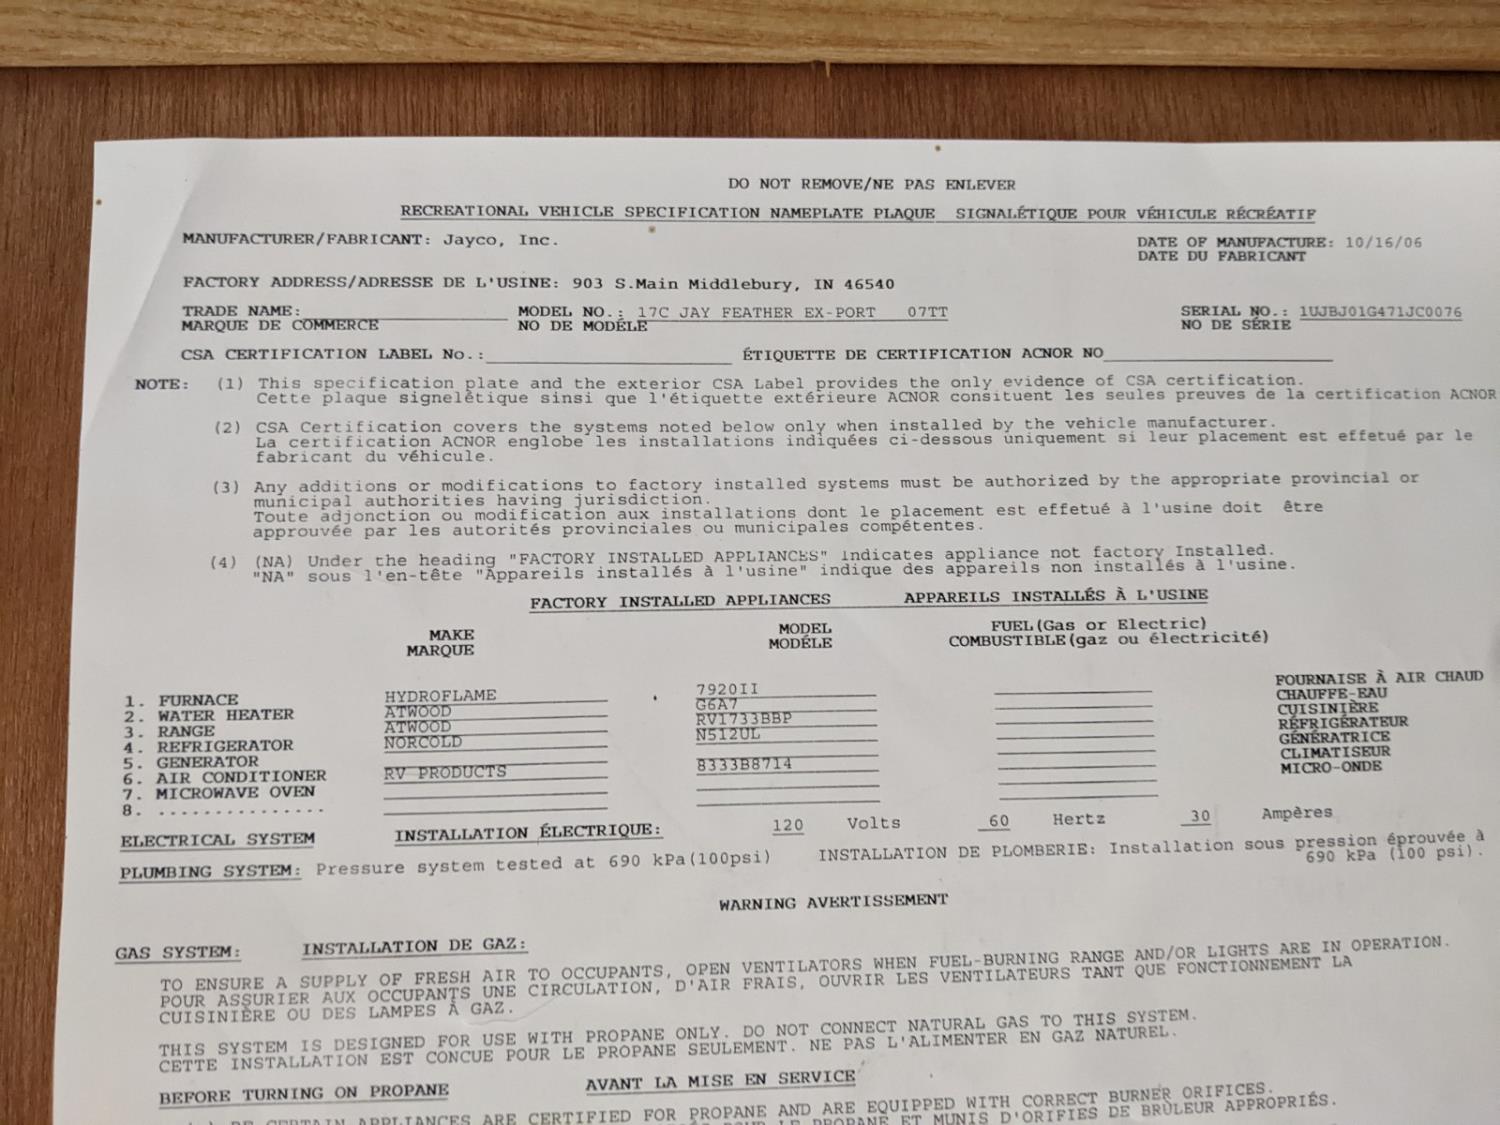 DO NOT REMOVE/NE PAS ENLEVER
RECREATIONAL VEHICLE SPECIFICATION NAMEPLATE PLAQUE SIGNALÉTIQUE POUR VÉHICULE RÉCRÉATIF
MANUFACTURER/FABRICANT: Jayco, Inc. DATE OF MANUFACTURE: 10/16/06
DATE DU FABRICANT
FACTORY ADDRESS/ADRESSE DE L'USINE: 903 S.Main Middlebury, IN 46540
TRADE NAME: MODEL NO.: 17C JAY FEATHER EX-PORT 07TT SERIAL NO.: 1UJBJ01G471JC0076
MARQUE DE COMMERCE NO DE MODÉLE NO DE SÉRIE
CSA CERTIFICATION LABEL No.: ÉTIQUETTE DE CERTIFICATION ACNOR NO
NOTE: (1) This specification plate and the exterior CSA Label provides the only evidence of CSA certification.
Cette plaque signelètique sinsi que l'étiquette extérieure ACNOR consituent les seules preuves de la certification ACNOR
(2) CSA Certification covers the systems noted below only when installed by the vehicle manufacturer.
La certification ACNOR englobe les installations indiquées ci-dessous uniquement si leur placement est effetué par le
fabricant du véhicule.
(3) Any additions or modifications to factory installed systems must be authorized by the appropriate provincial or
municipal authorities having jurisdiction.
Toute adjonction ou modification aux installations dont le placement est effetué à l'usine doit être
approuvée par les autorités provinciales ou municipales compétentes.
(4) (NA) Under the heading "FACTORY INSTALLED APPLIANCES" indicates appliance not factory Installed.
"NA" sous l'en-tête "Appareils installés à l'usine" indique des appareils non installés à l'usine.
FACTORY INSTALLED APPLIANCES APPAREILS INSTALLÉS À L'USINE
MAKE MODEL FUEL(Gas or Electric)
MARQUE MODÉLE COMBUSTIBLE(gaz ou électricité)
1. FURNACE HYDROFLAME 7920II FOURNAISE À AIR CHAUD
2. WATER HEATER ATWOOD G6A7 CHAUFFE-EAU
3. RANGE ATWOOD RV1733BBP CUISINIÈRE
4. REFRIGERATOR NORCOLD N512UL RÉFRIGÉRATEUR
5. GENERATOR GÉNÉRATRICE
6. AIR CONDITIONER RV PRODUCTS 8333B8714 CLIMATISEUR
7. MICROWAVE OVEN MICRO-ONDE
8. ...............
ELECTRICAL SYSTEM INSTALLATION ÉLECTRIQUE: 120 Volts 60 Hertz 30 Ampères
PLUMBING SYSTEM: Pressure system tested at 690 kPa(100psi) INSTALLATION DE PLOMBERIE: Installation sous pression éprouvée à
690 kPa (100 psi).
WARNING AVERTISSEMENT
GAS SYSTEM: INSTALLATION DE GAZ:
TO ENSURE A SUPPLY OF FRESH AIR TO OCCUPANTS, OPEN VENTILATORS WHEN FUEL-BURNING RANGE AND/OR LIGHTS ARE IN OPERATION.
POUR ASSURIER AUX OCCUPANTS UNE CIRCULATION, D'AIR FRAIS, OUVRIR LES VENTILATEURS TANT QUE FONCTIONNEMENT LA
CUISINIÈRE OU DES LAMPES À GAZ.
THIS SYSTEM IS DESIGNED FOR USE WITH PROPANE ONLY. DO NOT CONNECT NATURAL GAS TO THIS SYSTEM.
CETTE INSTALLATION EST CONCUE POUR LE PROPANE SEULEMENT. NE PAS L'ALIMENTER EN GAZ NATUREL.
BEFORE TURNING ON PROPANE AVANT LA MISE EN SERVICE
CERTAIN APPLIANCES ARE CERTIFIED FOR PROPANE AND ARE EQUIPPED WITH CORRECT BURNER ORIFICES.
LE PROPANE ET MUNIS D'ORIFIES DE BRÛLEUR APPROPRIÉS.